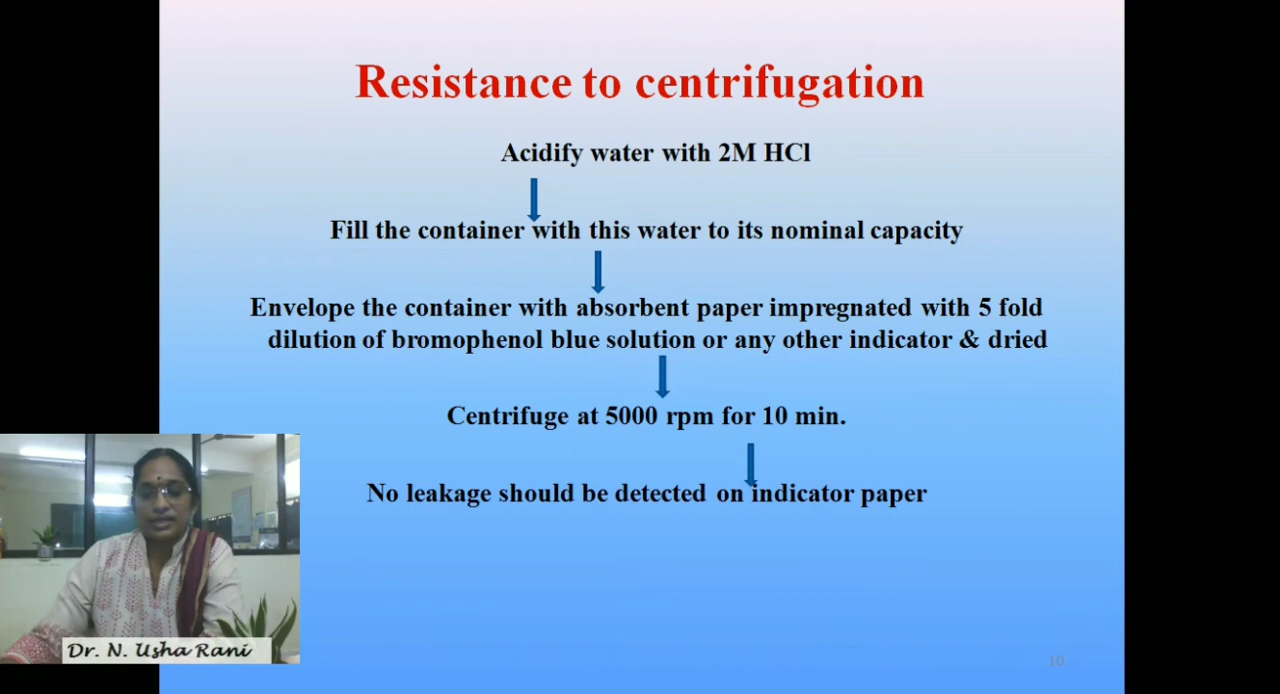 Resistance to centrifugation
Acidify water with 2M HCl
Fill the container with this water to its nominal capacity
Envelope the container with absorbent paper impregnated with 5 fold
dilution of bromophenol blue solution or any other indicator & dried
Centrifuge at 5000 rpm for 10 min.
No leakage should be detected on indicator paper
Dr. N. Usha Rani
10